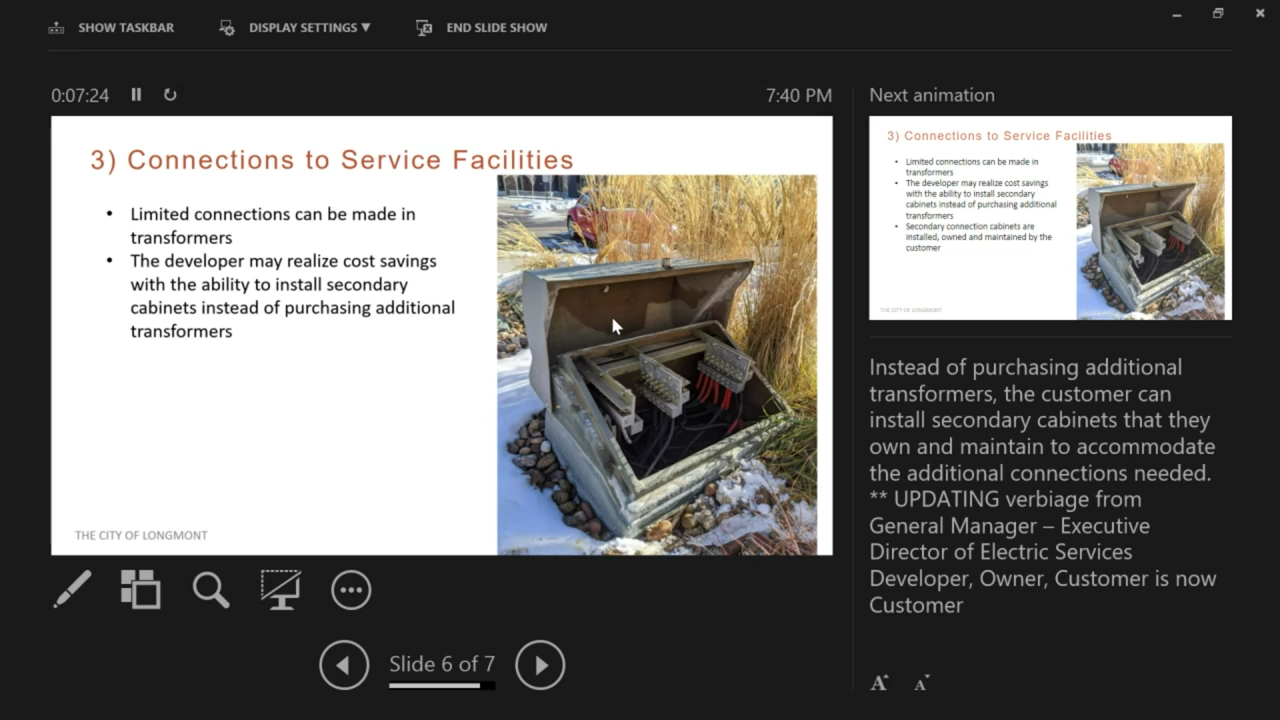 SHOW TASKBAR
DISPLAY SETTINGS ▼
END SLIDE SHOW
0:07:24
7:40 PM
3) Connections to Service Facilities
• Limited connections can be made in
transformers
• The developer may realize cost savings
with the ability to install secondary
cabinets instead of purchasing additional
transformers
THE CITY OF LONGMONT
Slide 6 of 7
Next animation
3) Connections to Service Facilities
• Limited connections can be made in
transformers
• The developer may realize cost savings
with the ability to install secondary
cabinets instead of purchasing additional
transformers
• Secondary connection cabinets are
installed, owned and maintained by the
customer
THE CITY OF LONGMONT
Instead of purchasing additional
transformers, the customer can
install secondary cabinets that they
own and maintain to accommodate
the additional connections needed.
** UPDATING verbiage from
General Manager – Executive
Director of Electric Services
Developer, Owner, Customer is now
Customer
A A